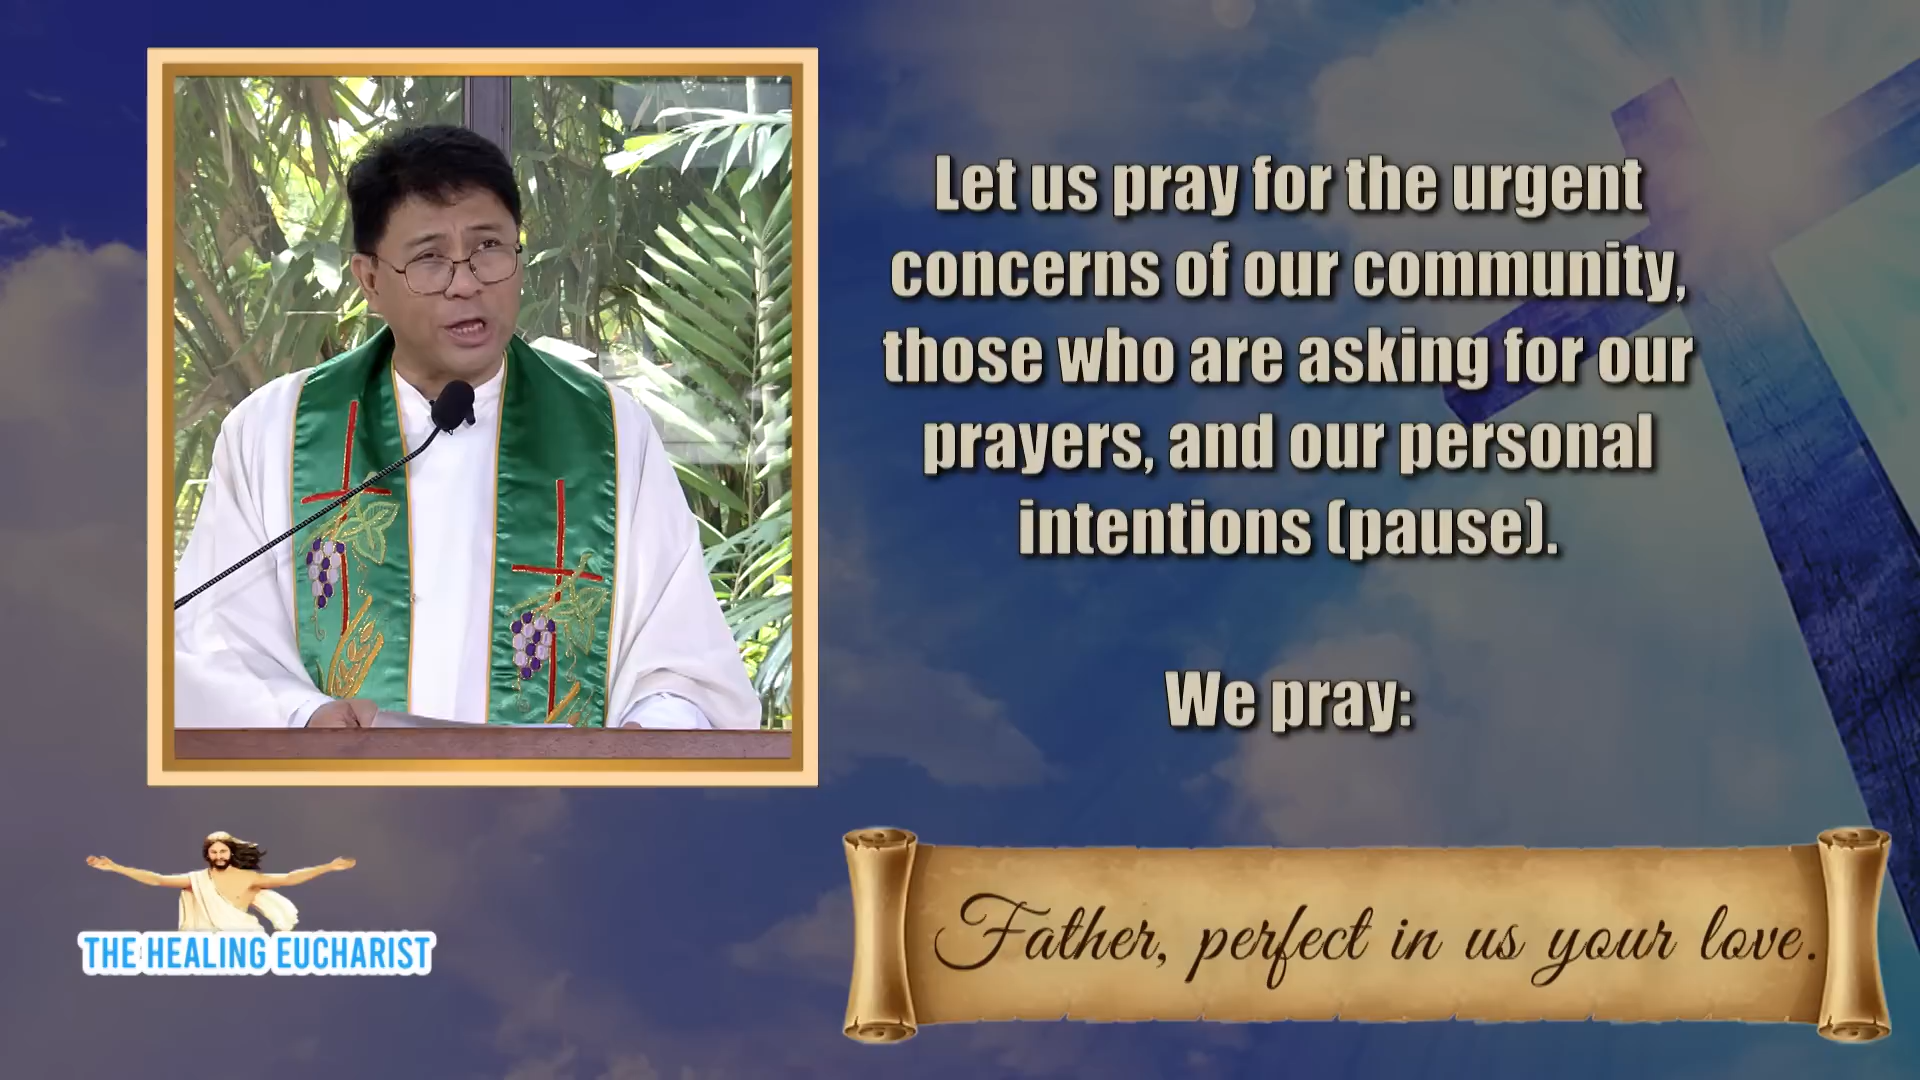 Let us pray for the urgent
concerns of our community,
those who are asking for our
prayers, and our personal
intentions (pause).
We pray:
THE HEALING EUCHARIST
Father, perfect in us your love.